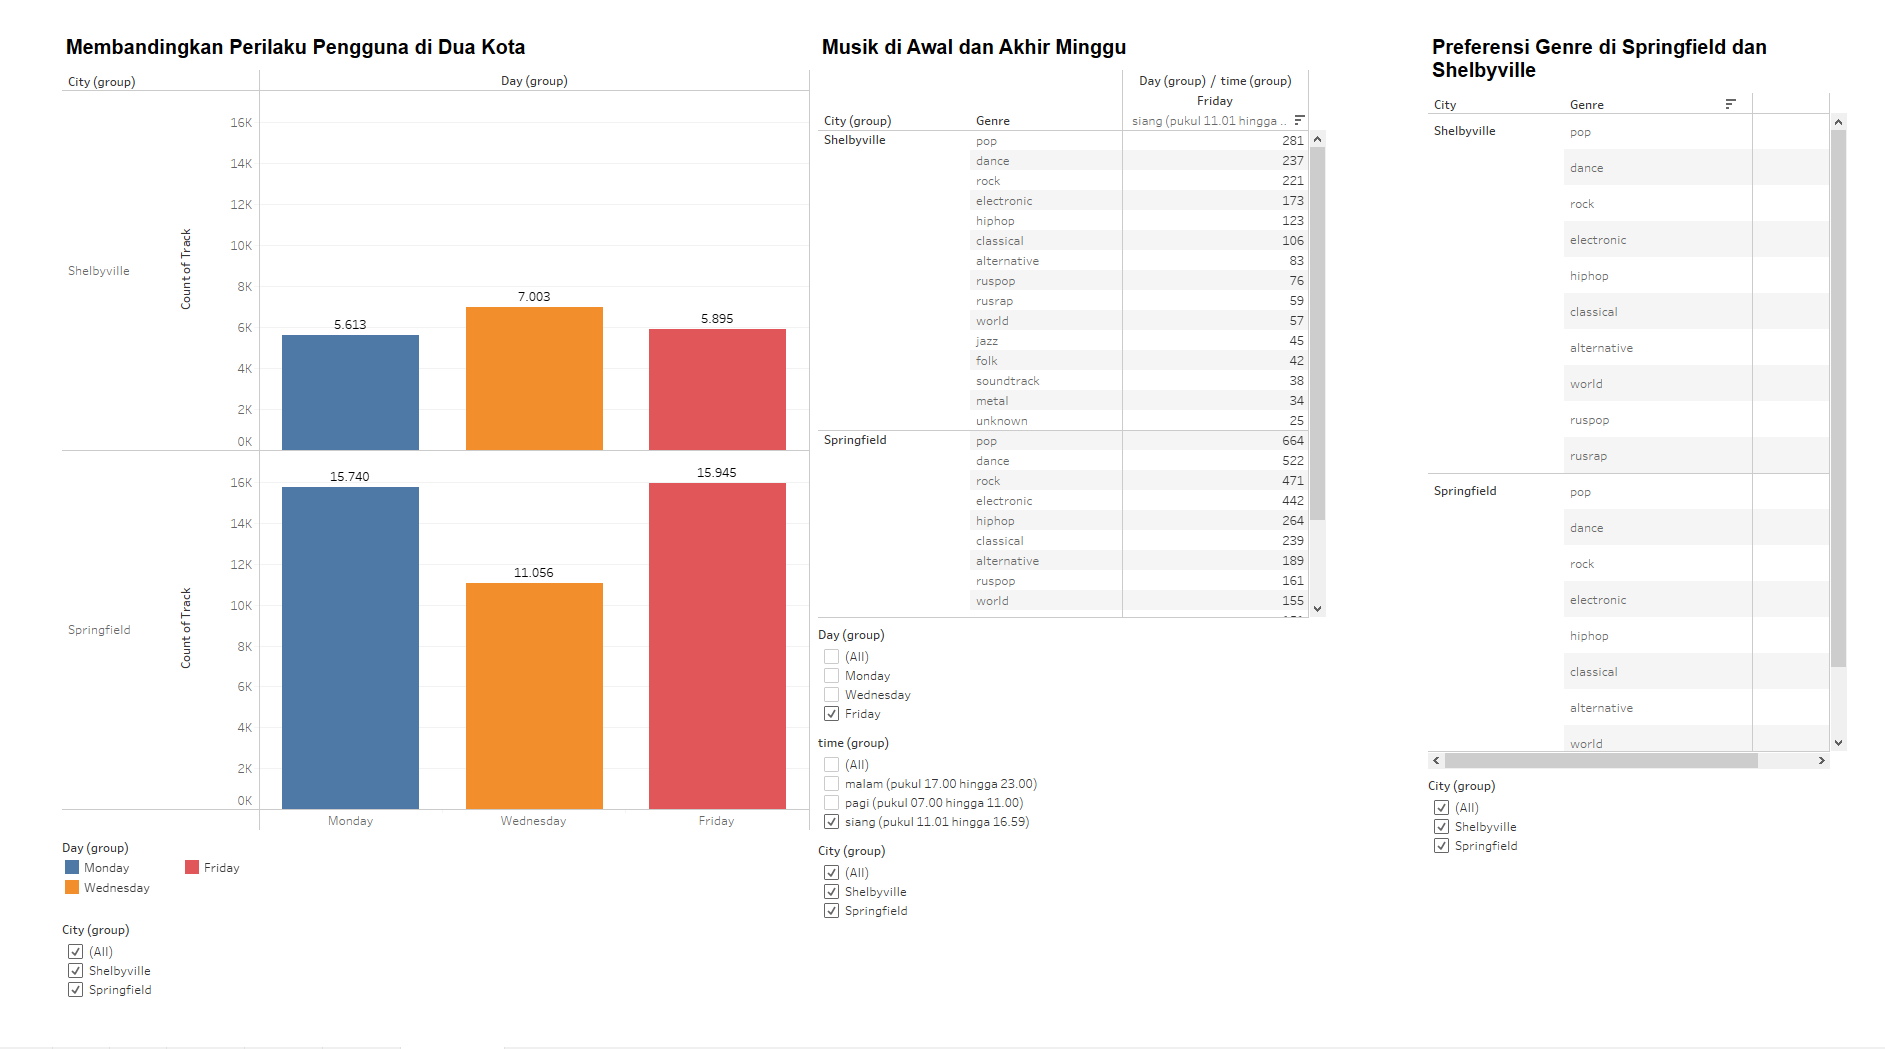 Membandingkan Perilaku Pengguna di Dua Kota
City (group)
Day (group)
Shelbyville
Count of Track
16K
14K
12K
10K
8K
6K
4K
2K
0K
5.613
7.003
5.895
Springfield
Count of Track
16K
14K
12K
10K
8K
6K
4K
2K
0K
15.740
11.056
15.945
Monday
Wednesday
Friday
Day (group)
Monday
Friday
Wednesday
City (group)
(All)
Shelbyville
Springfield
Musik di Awal dan Akhir Minggu
Day (group) / time (group)
Friday
City (group) Genre siang (pukul 11.01 hingga ..
Shelbyville pop 281
dance 237
rock 221
electronic 173
hiphop 123
classical 106
alternative 83
ruspop 76
rusrap 59
world 57
jazz 45
folk 42
soundtrack 38
metal 34
unknown 25
Springfield pop 664
dance 522
rock 471
electronic 442
hiphop 264
classical 239
alternative 189
ruspop 161
world 155
Day (group)
(All)
Monday
Wednesday
Friday
time (group)
(All)
malam (pukul 17.00 hingga 23.00)
pagi (pukul 07.00 hingga 11.00)
siang (pukul 11.01 hingga 16.59)
City (group)
(All)
Shelbyville
Springfield
Preferensi Genre di Springfield dan
Shelbyville
City Genre
Shelbyville pop
dance
rock
electronic
hiphop
classical
alternative
world
ruspop
rusrap
Springfield pop
dance
rock
electronic
hiphop
classical
alternative
world
City (group)
(All)
Shelbyville
Springfield